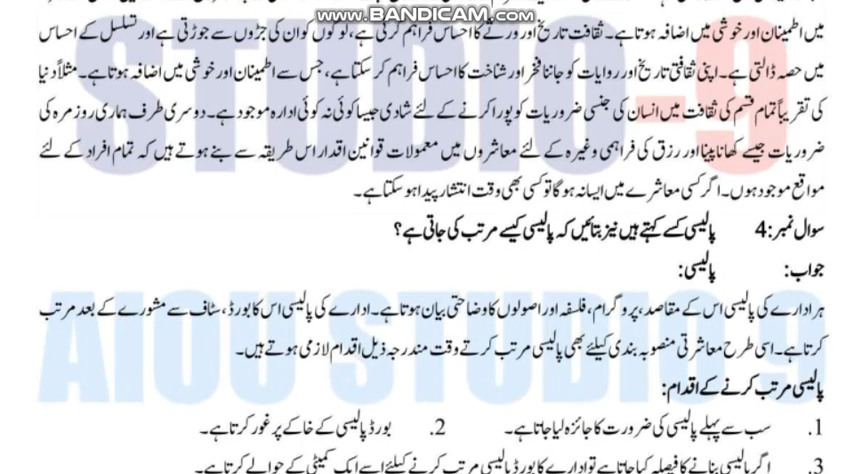 www.BANDICAM.com
میں اطمینان اور خوشی میں اضافہ ہوتا ہے۔ ثقافت تاریخ اور ورثے کا احساس فراہم کرتی ہے، لوگوں کو ان کی جڑوں سے جوڑتی ہے اور تسلسل کے احساس
میں حصہ ڈالتی ہے۔ اپنی ثقافتی تاریخ اور روایات کو جاننا فخر اور شناخت کا احساس فراہم کر سکتا ہے، جس سے اطمینان اور خوشی میں اضافہ ہوتا ہے۔ مثلاً دنیا
کی تقریباً تمام قسم کی ثقافت میں انسان کی جنسی ضروریات کو پورا کرنے کے لئے شادی جیسا کوئی نہ کوئی ادارہ موجود ہے۔ دوسری طرف ہماری روزمرہ کی
ضروریات جیسے کھانا پینا اور رزق کی فراہمی وغیرہ کے لئے معاشروں میں معمولات قوانین اقدار اس طریقہ سے بنے ہوتے ہیں کہ تمام افراد کے لئے
مواقع موجود ہوں۔ اگر کسی معاشرے میں ایسا نہ ہوگا تو کسی بھی وقت انتشار پیدا ہو سکتا ہے۔
سوال نمبر:4 پالیسی کسے کہتے ہیں نیز بتائیں کہ پالیسی کیسے مرتب کی جاتی ہے؟
جواب: پالیسی:
ہر ادارے کی پالیسی اس کے مقاصد، پروگرام، فلسفہ اور اصولوں کا وضاحتی بیان ہوتا ہے۔ ادارے کی پالیسی اس کا بورڈ، سٹاف سے مشورے کے بعد مرتب
کرتا ہے۔ اسی طرح معاشرتی منصوبہ بندی کیلئے بھی پالیسی مرتب کرتے وقت مندرجہ ذیل اقدام لازمی ہوتے ہیں۔
پالیسی مرتب کرنے کے اقدام:
1. سب سے پہلے پالیسی کی ضرورت کا جائزہ لیا جاتا ہے۔ 2. بورڈ پالیسی کے خاکے پر غور کرتا ہے۔
3. اگر پالیسی بنانے کا فیصلہ کیا جاتا ہے تو ادارے کا بورڈ پالیسی مرتب کرنے کیلئے اسے ایک کمیٹی کے حوالے کرتا ہے۔
STUDIO-9
AIOU STUDIO 9